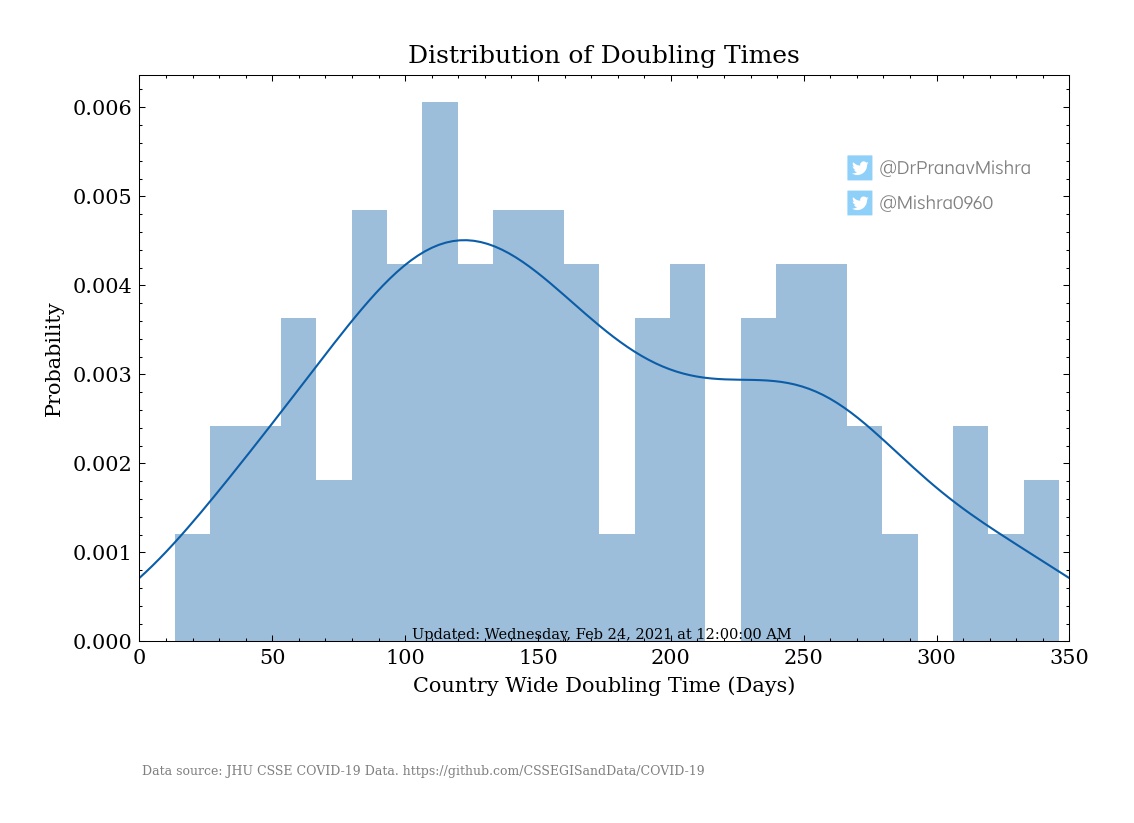 Distribution of Doubling Times
0.006
0.005
0.004
0.003
0.002
0.001
0.000
Probability
@DrPranavMishra
@Mishra0960
Updated: Wednesday, Feb 24, 2021 at 12:00:00 AM
0 50 100 150 200 250 300 350
Country Wide Doubling Time (Days)
Data source: JHU CSSE COVID-19 Data. https://github.com/CSSEGISandData/COVID-19